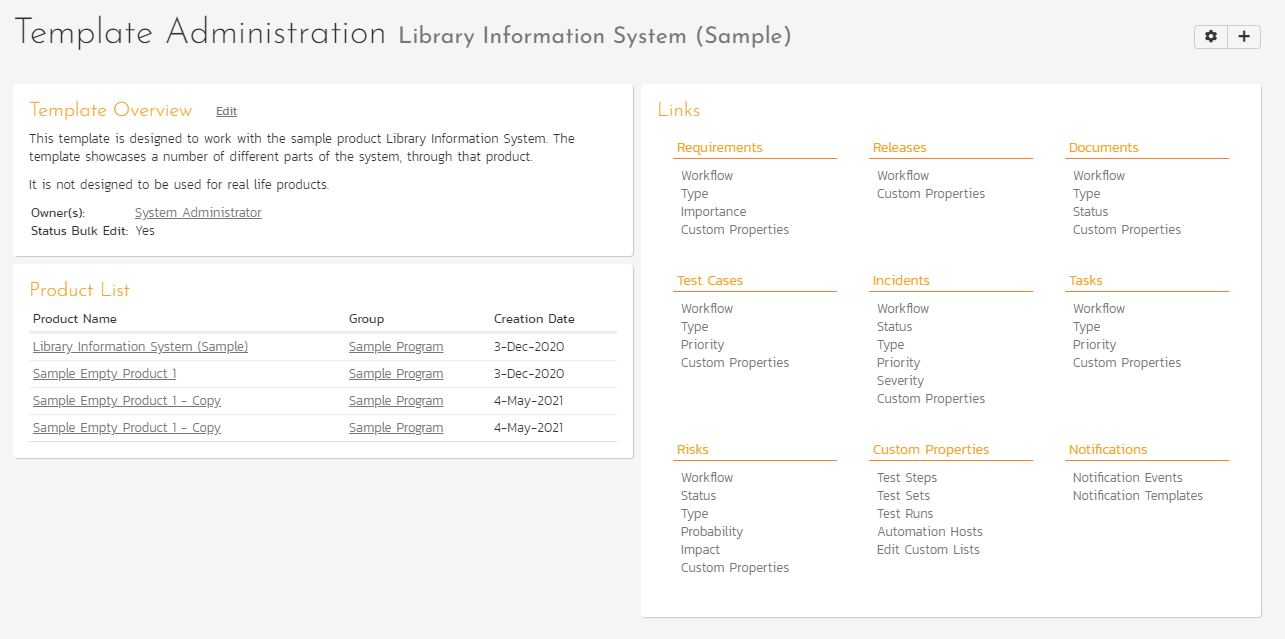 Template Administration Library Information System (Sample)
Template Overview Edit
This template is designed to work with the sample product Library Information System. The
template showcases a number of different parts of the system, through that product.
It is not designed to be used for real life products.
Owner(s): System Administrator
Status Bulk Edit: Yes
Product List
Product Name Group Creation Date
Library Information System (Sample) Sample Program 3-Dec-2020
Sample Empty Product 1 Sample Program 3-Dec-2020
Sample Empty Product 1 - Copy Sample Program 4-May-2021
Sample Empty Product 1 - Copy Sample Program 4-May-2021
Links
Requirements
Workflow
Type
Importance
Custom Properties
Releases
Workflow
Custom Properties
Documents
Workflow
Type
Status
Custom Properties
Test Cases
Workflow
Type
Priority
Custom Properties
Incidents
Workflow
Status
Type
Priority
Severity
Custom Properties
Tasks
Workflow
Type
Priority
Custom Properties
Risks
Workflow
Status
Type
Probability
Impact
Custom Properties
Custom Properties
Test Steps
Test Sets
Test Runs
Automation Hosts
Edit Custom Lists
Notifications
Notification Events
Notification Templates